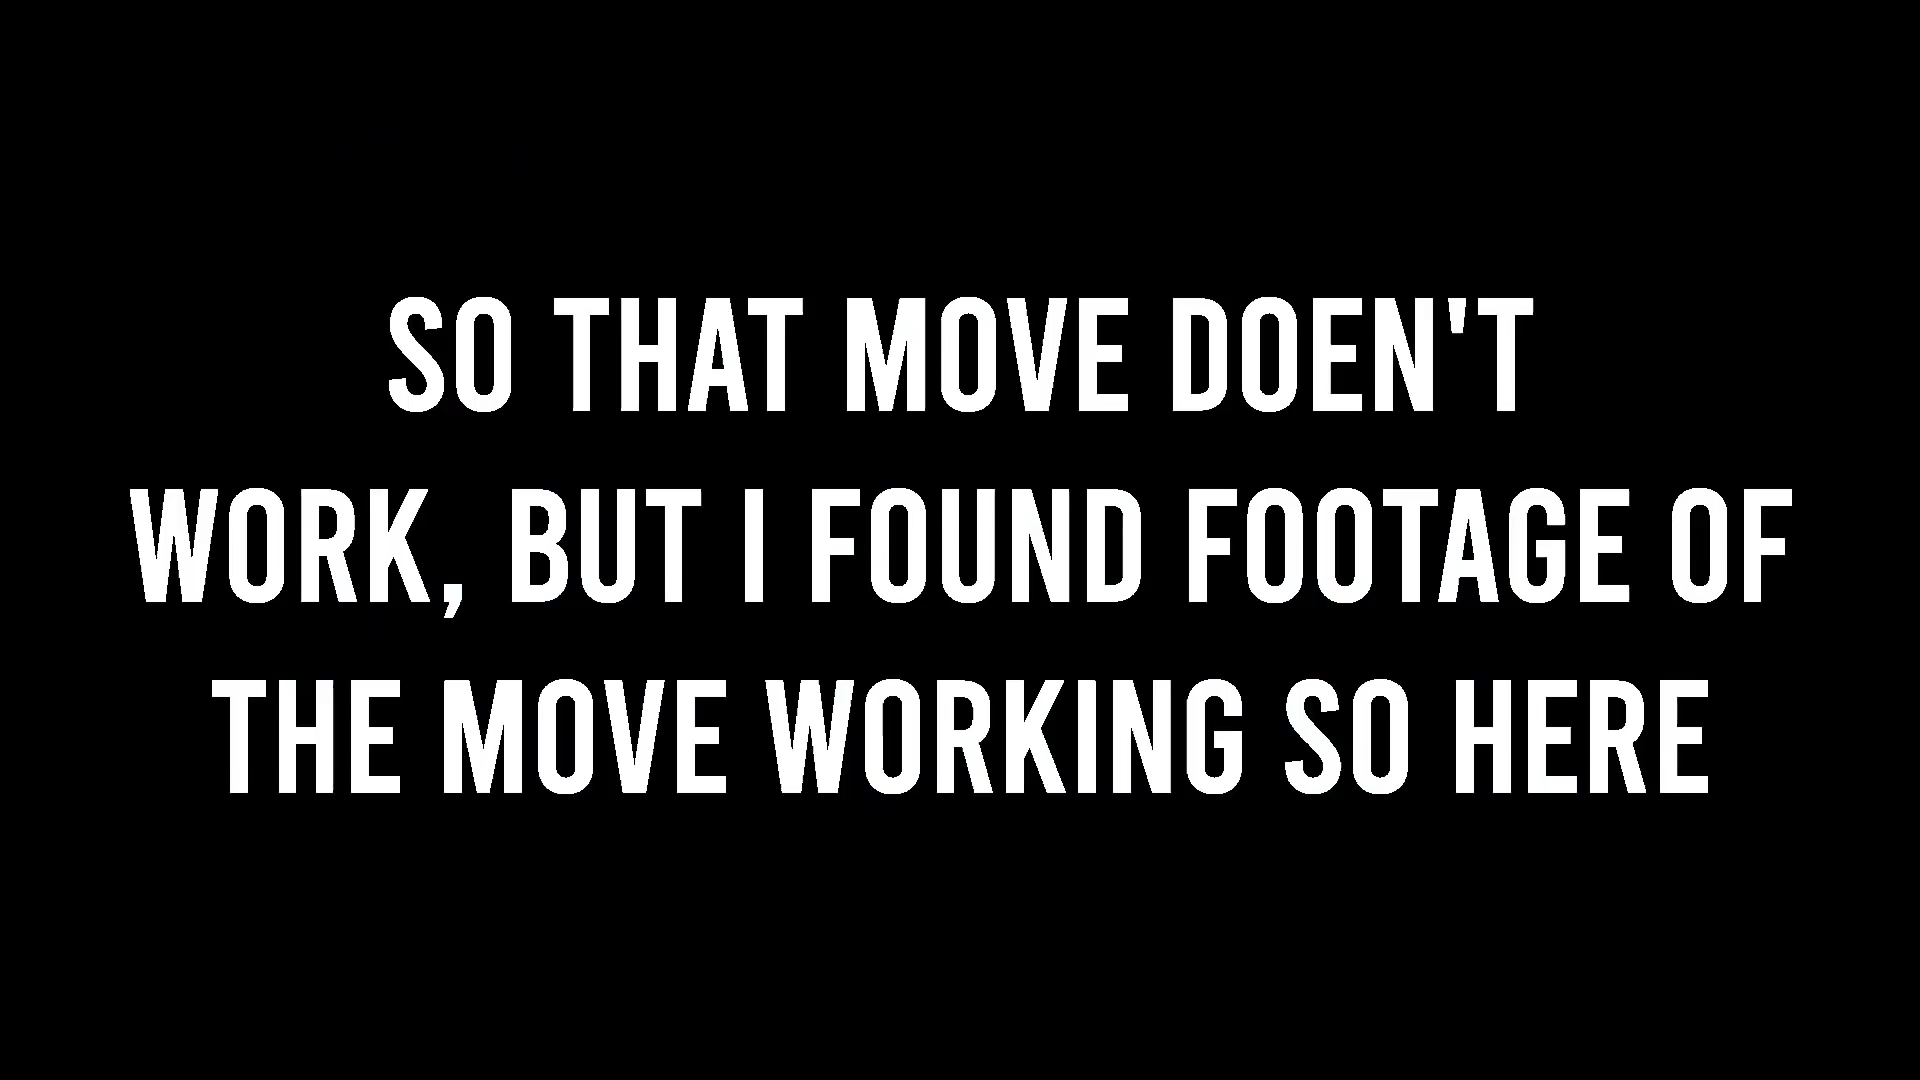 SO THAT MOVE DOEN'T
WORK, BUT I FOUND FOOTAGE OF
THE MOVE WORKING SO HERE